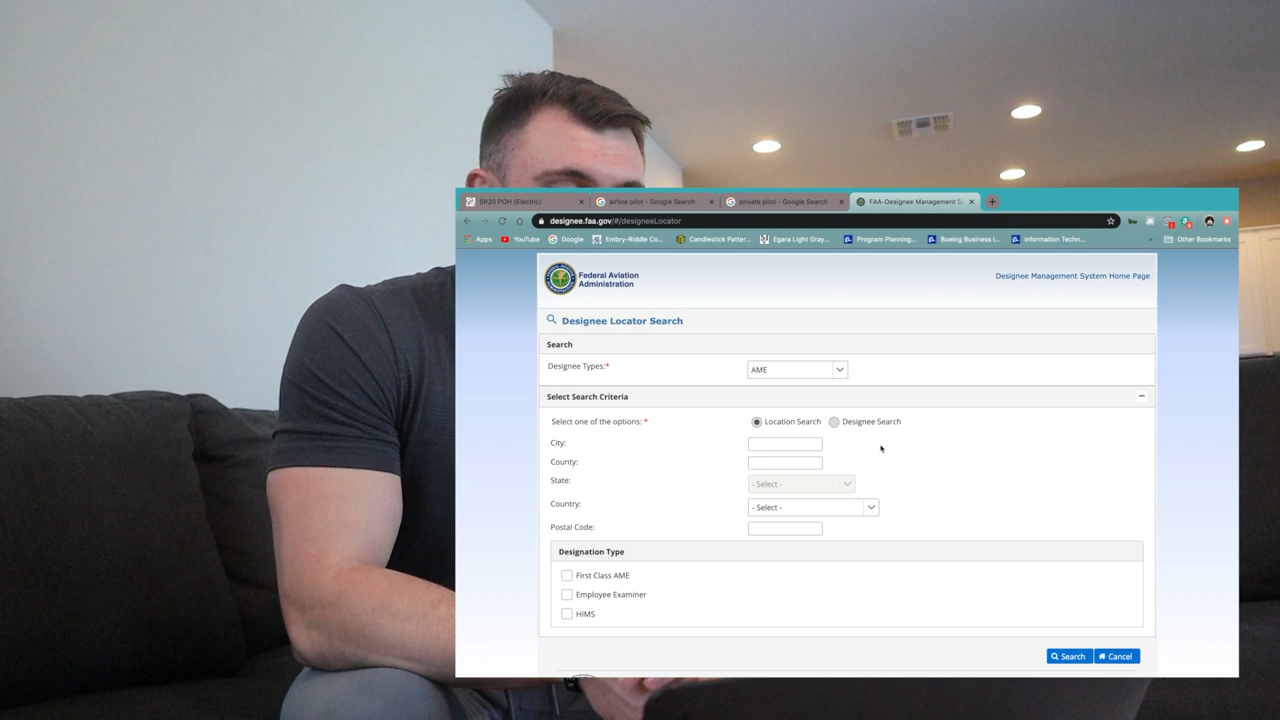 SR20 POH (Electric)
airline pilot - Google Search
private pilot - Google Search
FAA-Designee Management S
designee.faa.gov/#/designeeLocator
Apps
YouTube
Google
Embry-Riddle Co...
Candlestick Patter...
Egara Light Gray...
Program Planning...
Boeing Business I...
Information Techn...
Other Bookmarks
Federal Aviation
Administration
Designee Management System Home Page
Designee Locator Search
Search
Designee Types:*
AME
Select Search Criteria
Select one of the options: *
Location Search
Designee Search
City:
County:
State:
- Select -
Country:
- Select -
Postal Code:
Designation Type
First Class AME
Employee Examiner
HIMS
Search
Cancel